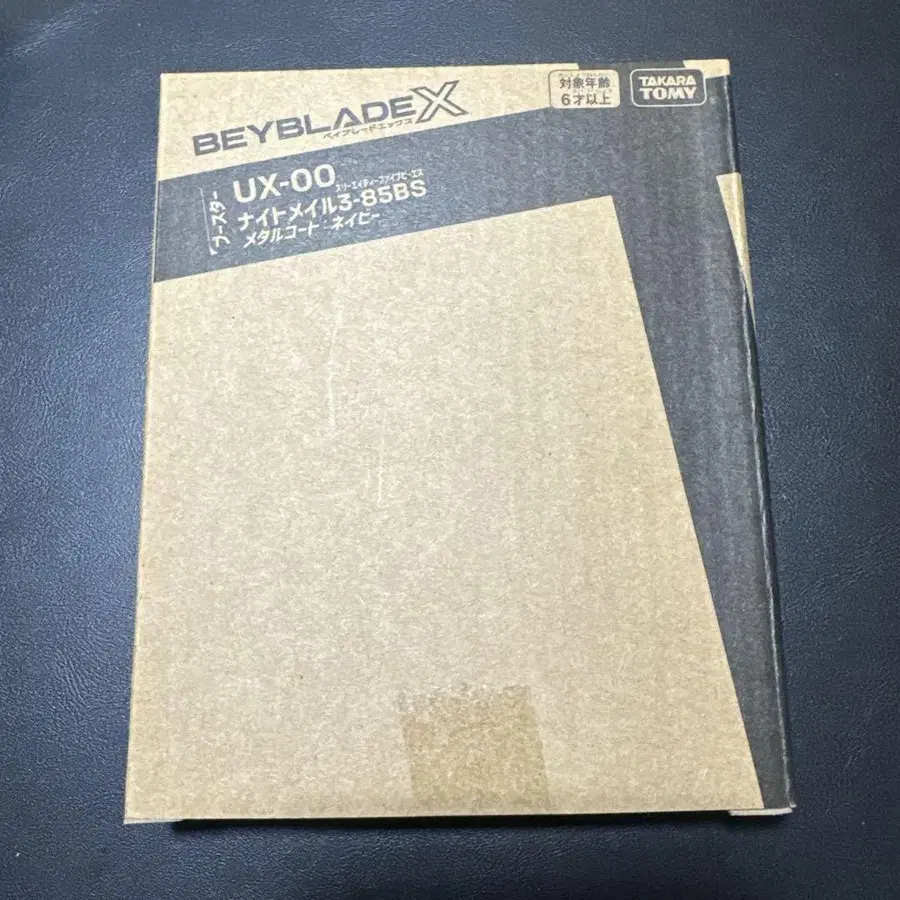 BEYBLADE X
ベイブレードエックス
対象年齢
6才以上
TAKARA
TOMY
ブースター
UX-00
スリーエイティーファイブビーエス
ナイトメイル3-85BS
メタルコート:ネイビー